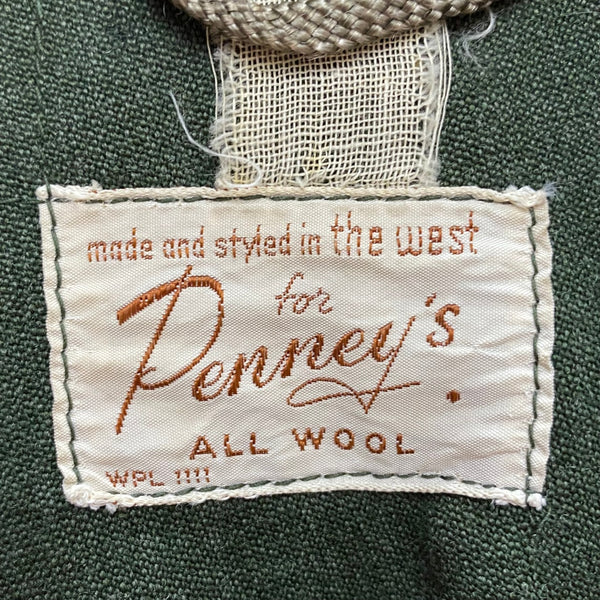 made and styled in the west
for
Penney's.
ALL WOOL
WPL 1111